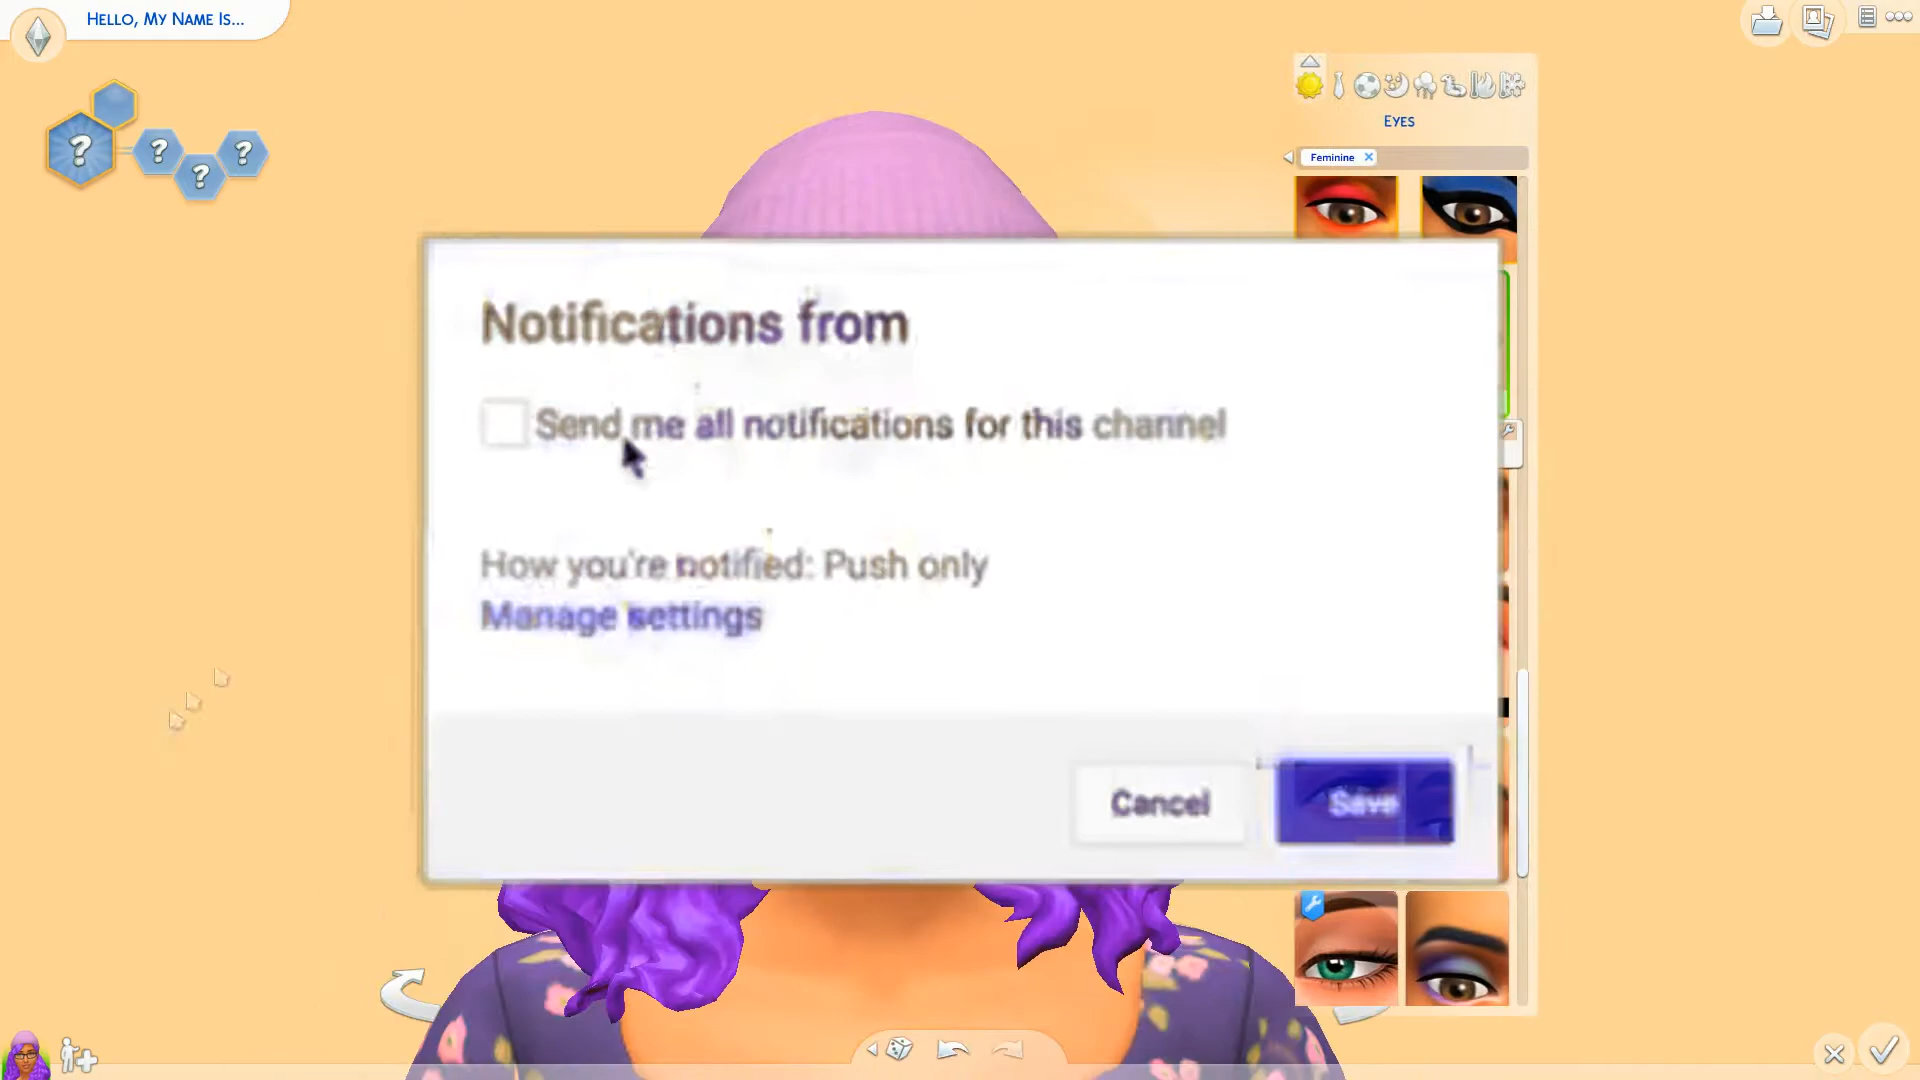 Hello, My Name Is...
Eyes
Feminine
Notifications from
Send me all notifications for this channel
How you're notified: Push only
Manage settings
Cancel
Save